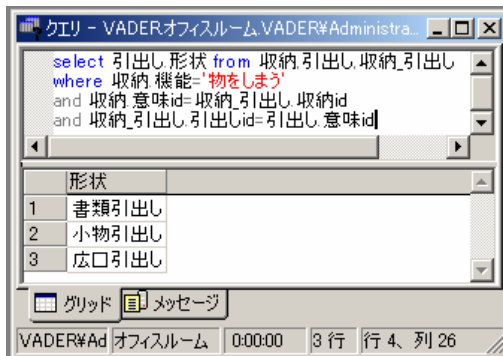 クエリ - VADERオフィスルーム.VADER¥Administra...
select 引出し.形状 from 収納,引出し,収納_引出し
where 収納.機能='物をしまう'
and 収納.意味id=収納_引出し.収納id
and 収納_引出し.引出しid=引出し.意味id
形状
1 書類引出し
2 小物引出し
3 広口引出し
グリッド メッセージ
VADER¥Ad オフィスルーム 0:00:00 3 行 行 4、列 26